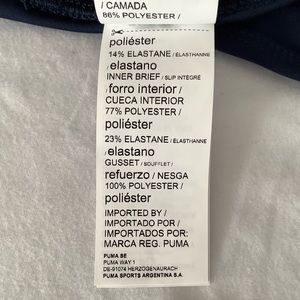 / CAMADA
86% POLYESTER /
poliéster
14% ELASTANE / ÉLASTHANNE
/ elastano
INNER BRIEF / SLIP INTÉGRÉ
/ forro interior /
CUECA INTERIOR
77% POLYESTER /
poliéster
23% ELASTANE / ÉLASTHANNE
/ elastano
GUSSET / SOUFFLET /
refuerzo / NESGA
100% POLYESTER /
poliéster
IMPORTED BY /
IMPORTADO POR /
IMPORTADOS POR:
MARCA REG. PUMA
PUMA SE
PUMA WAY 1
DE-91074 HERZOGENAURACH
PUMA SPORTS ARGENTINA S.A.